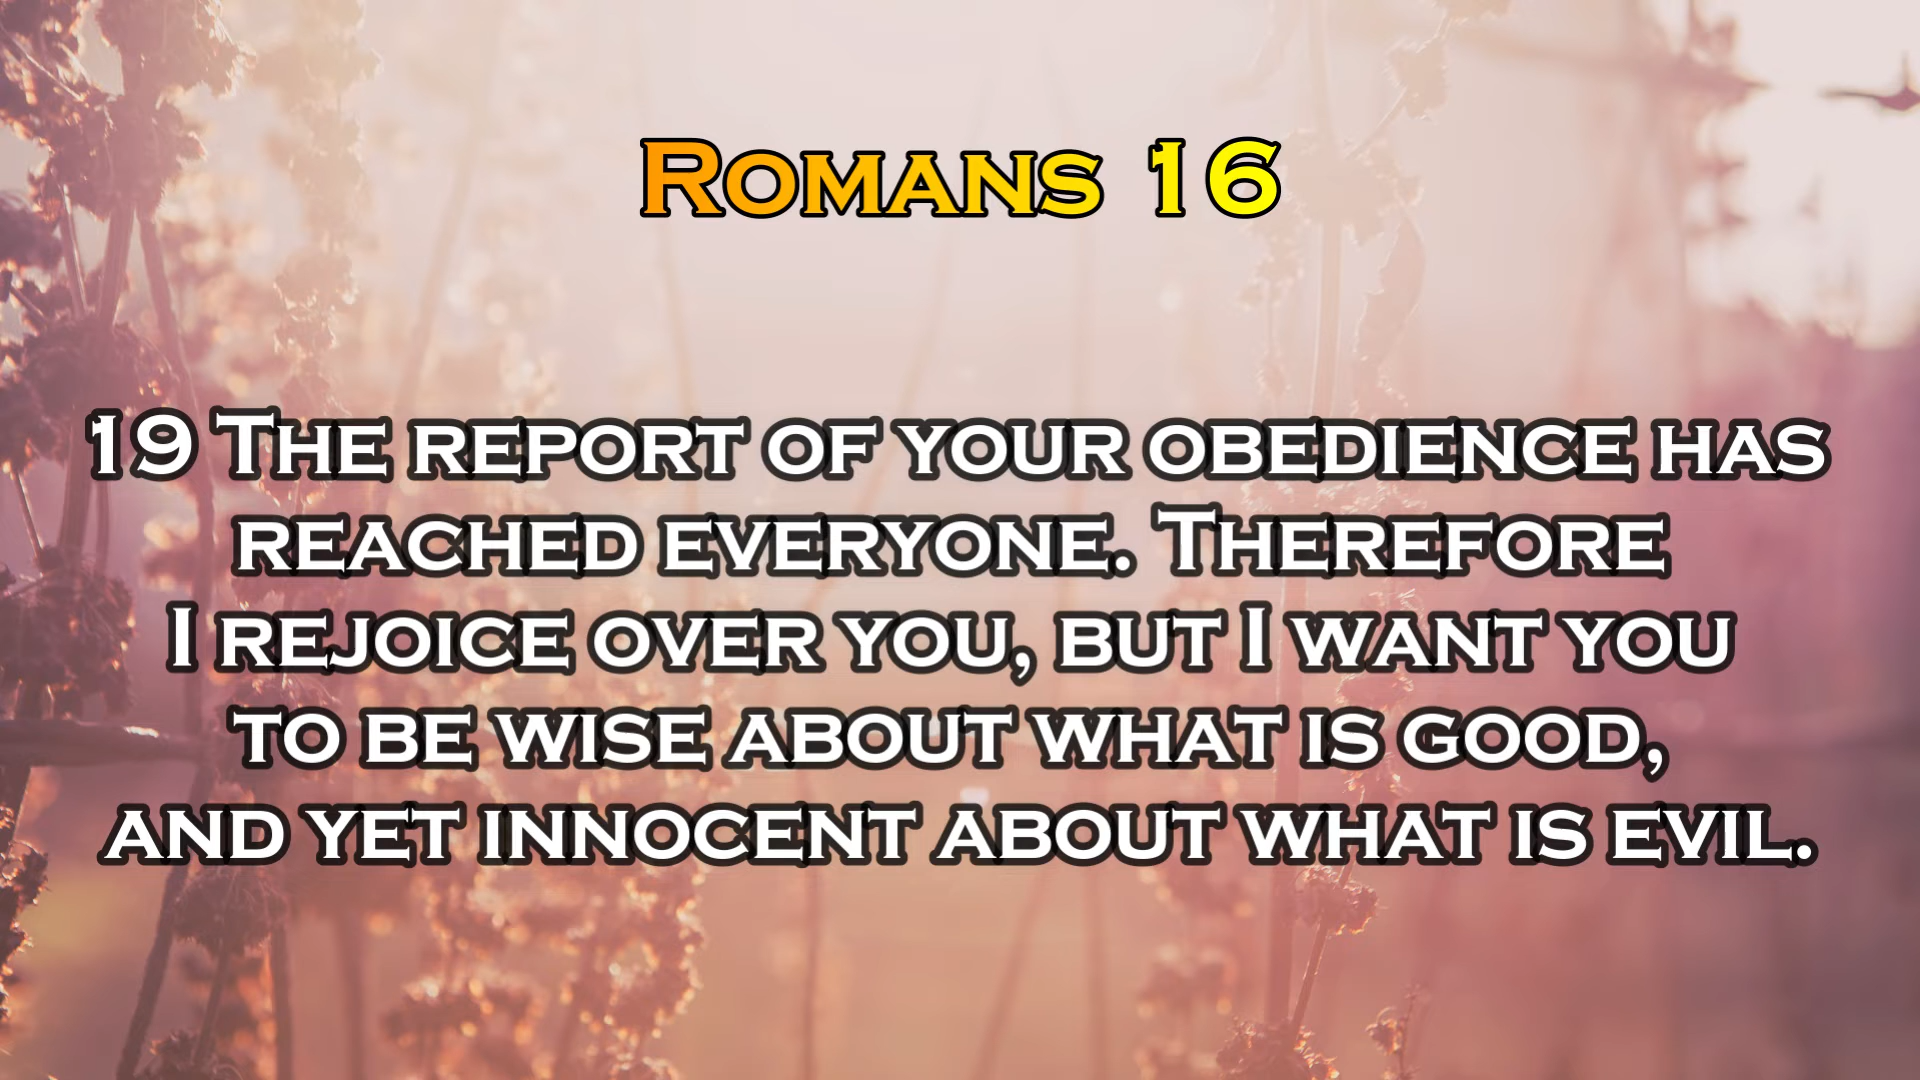 Romans 16
19 The report of your obedience has
reached everyone. Therefore
I rejoice over you, but I want you
to be wise about what is good,
and yet innocent about what is evil.